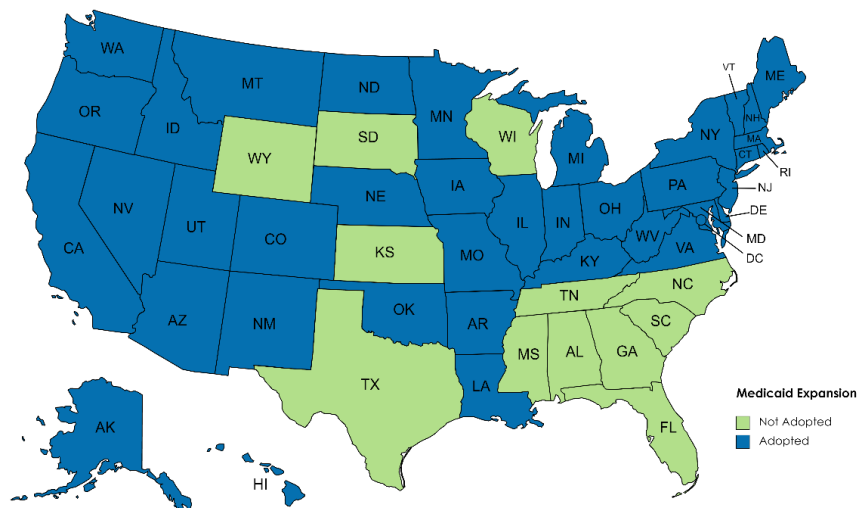 WA
MT
ND
MN
VT
ME
OR
ID
SD
WI
NH
WY
MI
NY
MA
CT
RI
NE
IA
PA
NJ
NV
UT
CO
IL
IN
OH
DE
CA
KS
MO
WV
VA
MD
KY
DC
TN
NC
AZ
NM
OK
AR
SC
MS
AL
GA
TX
LA
Medicaid Expansion
Not Adopted
Adopted
AK
FL
HI